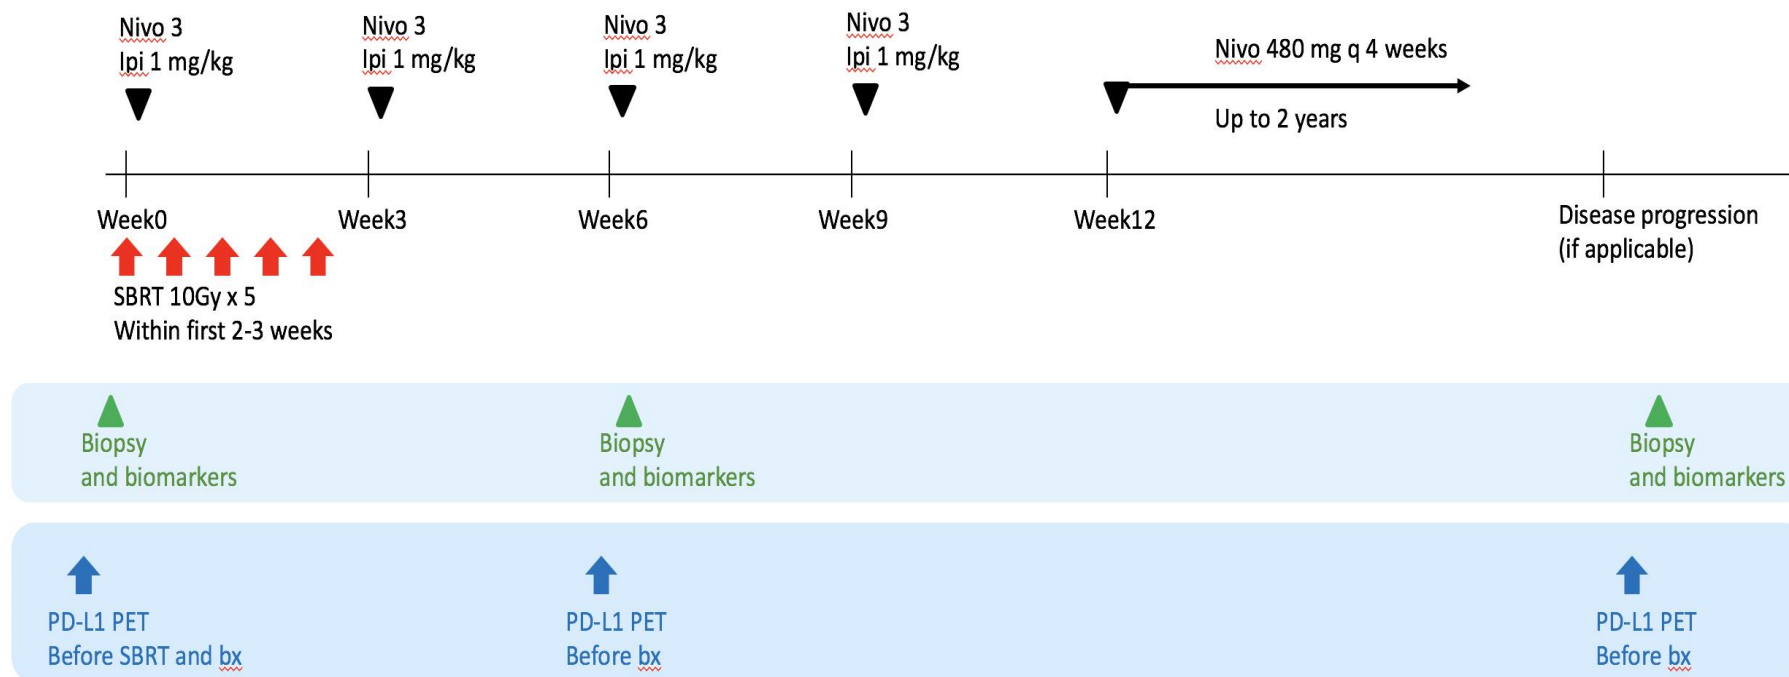 Nivo 3
Ipi 1 mg/kg
Nivo 3
Ipi 1 mg/kg
Nivo 3
Ipi 1 mg/kg
Nivo 3
Ipi 1 mg/kg
Nivo 480 mg q 4 weeks
Up to 2 years
Week0
Week3
Week6
Week9
Week12
Disease progression
(if applicable)
SBRT 10Gy x 5
Within first 2-3 weeks
Biopsy
and biomarkers
Biopsy
and biomarkers
Biopsy
and biomarkers
PD-L1 PET
Before SBRT and bx
PD-L1 PET
Before bx
PD-L1 PET
Before bx